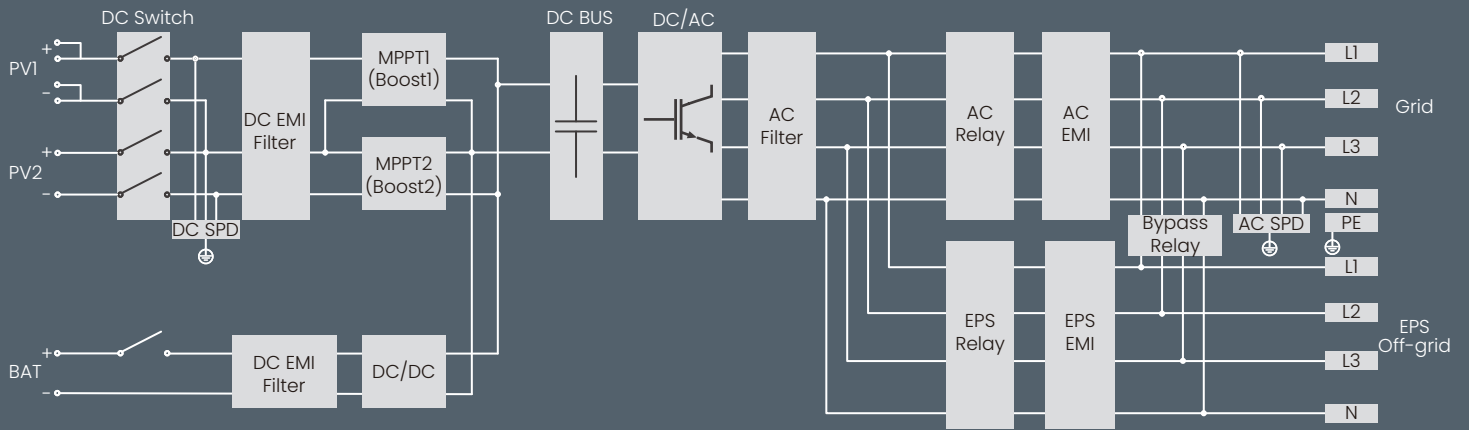 DC Switch
DC BUS
DC/AC
+
PV1
-
+
PV2
-
DC EMI
Filter
MPPT1
(Boost1)
MPPT2
(Boost2)
DC SPD
AC
Filter
AC
Relay
AC
EMI
L1
L2
Grid
L3
N
PE
Bypass
Relay
AC SPD
L1
L2
EPS
Off-grid
L3
N
EPS
Relay
EPS
EMI
+
BAT
-
DC EMI
Filter
DC/DC